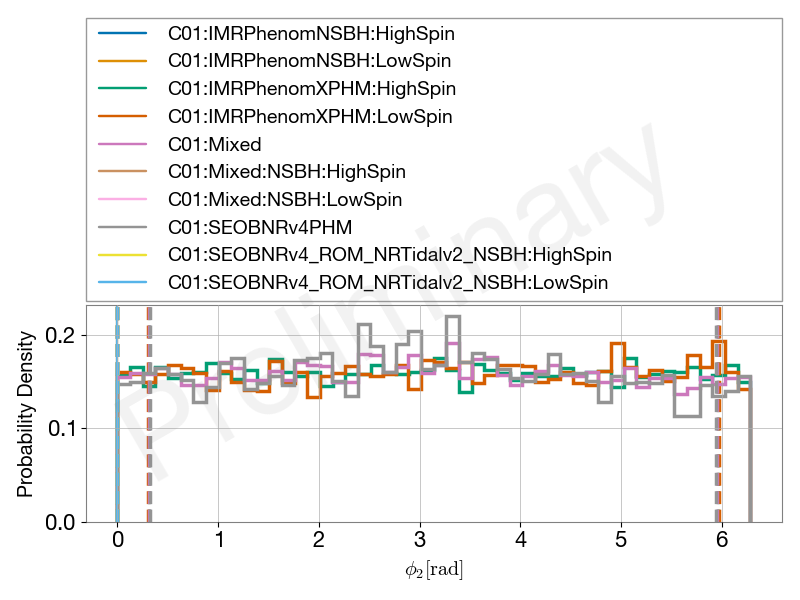 C01:IMRPhenomNSBH:HighSpin
C01:IMRPhenomNSBH:LowSpin
C01:IMRPhenomXPHM:HighSpin
C01:IMRPhenomXPHM:LowSpin
C01:Mixed
C01:Mixed:NSBH:HighSpin
C01:Mixed:NSBH:LowSpin
C01:SEOBNRv4PHM
C01:SEOBNRv4_ROM_NRTidalv2_NSBH:HighSpin
C01:SEOBNRv4_ROM_NRTidalv2_NSBH:LowSpin
Preliminary
Probability Density
0.2
0.1
0.0
0 1 2 3 4 5 6
ϕ₂[rad]